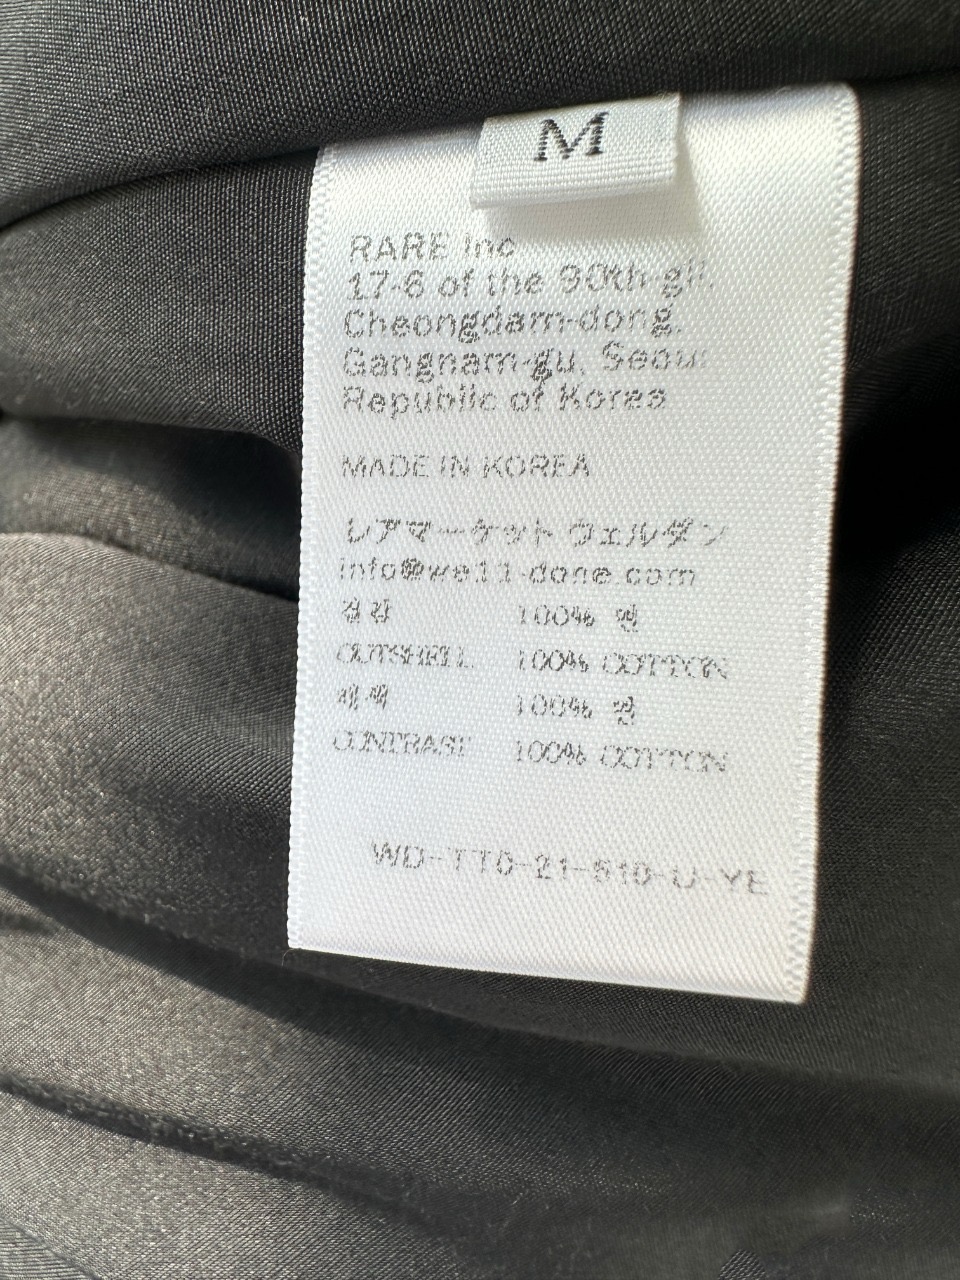 M
RARE Inc
17-6 of the 90th gil.
Cheongdam-dong,
Gangnam-gu, Seoul
Republic of Korea
MADE IN KOREA
レアマーケット ウェルダン
info@we11-done.com
겉감 100% 면
OUTSHELL 100% COTTON
배색 100% 면
CONTRAST 100% COTTON
WD-TT0-21-510-U-YE